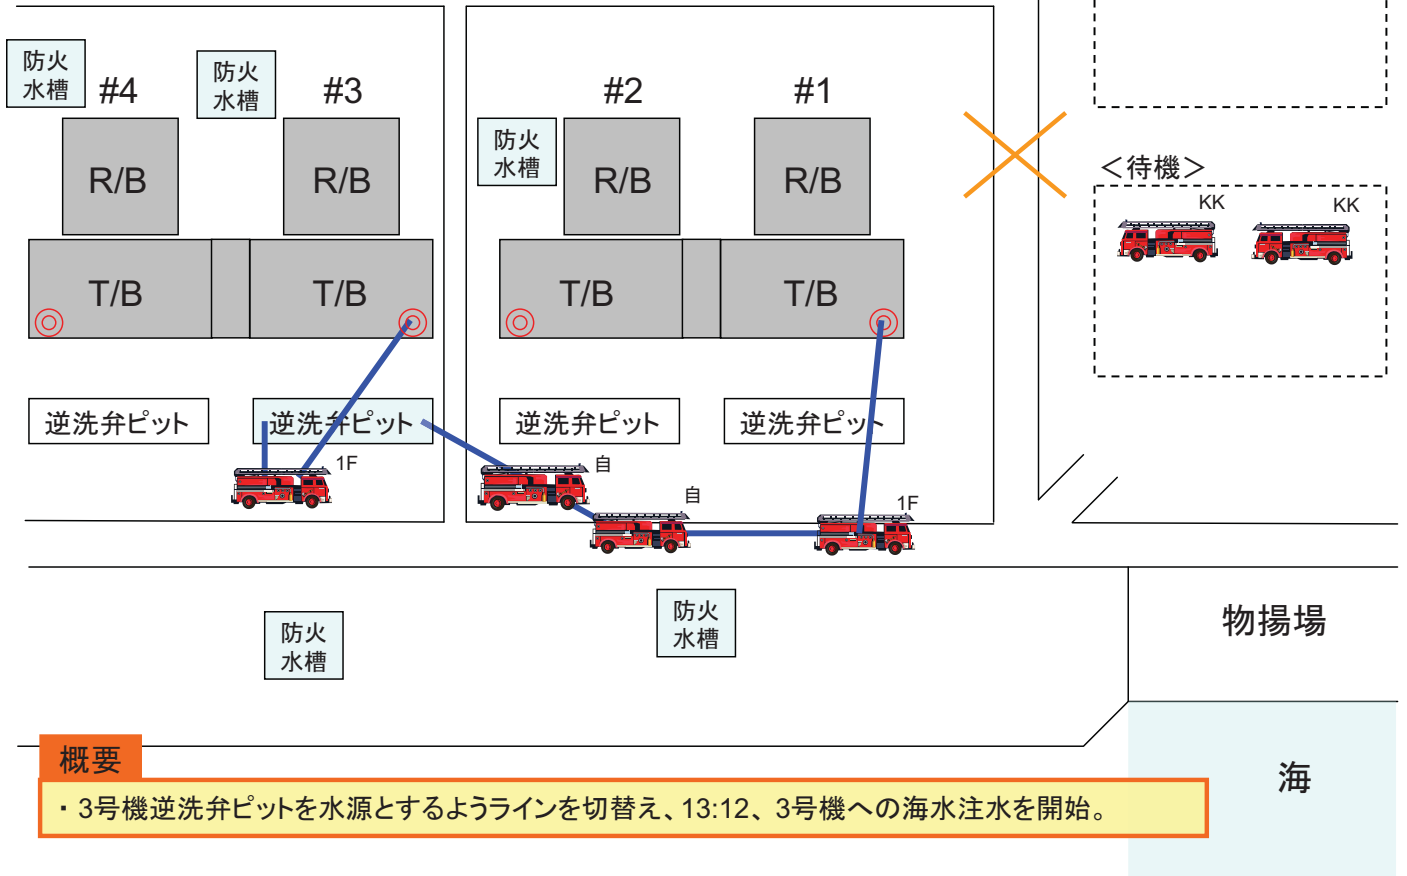 防火
水槽
#4
防火
水槽
#3
#2
#1
防火
水槽
R/B
R/B
R/B
R/B
＜待機＞
KK
KK
T/B
T/B
T/B
T/B
逆洗弁ピット
逆洗弁ピット
逆洗弁ピット
逆洗弁ピット
1F
自
自
1F
防火
水槽
防火
水槽
物揚場
海
概要
・3号機逆洗弁ピットを水源とするようラインを切替え、13:12、3号機への海水注水を開始。